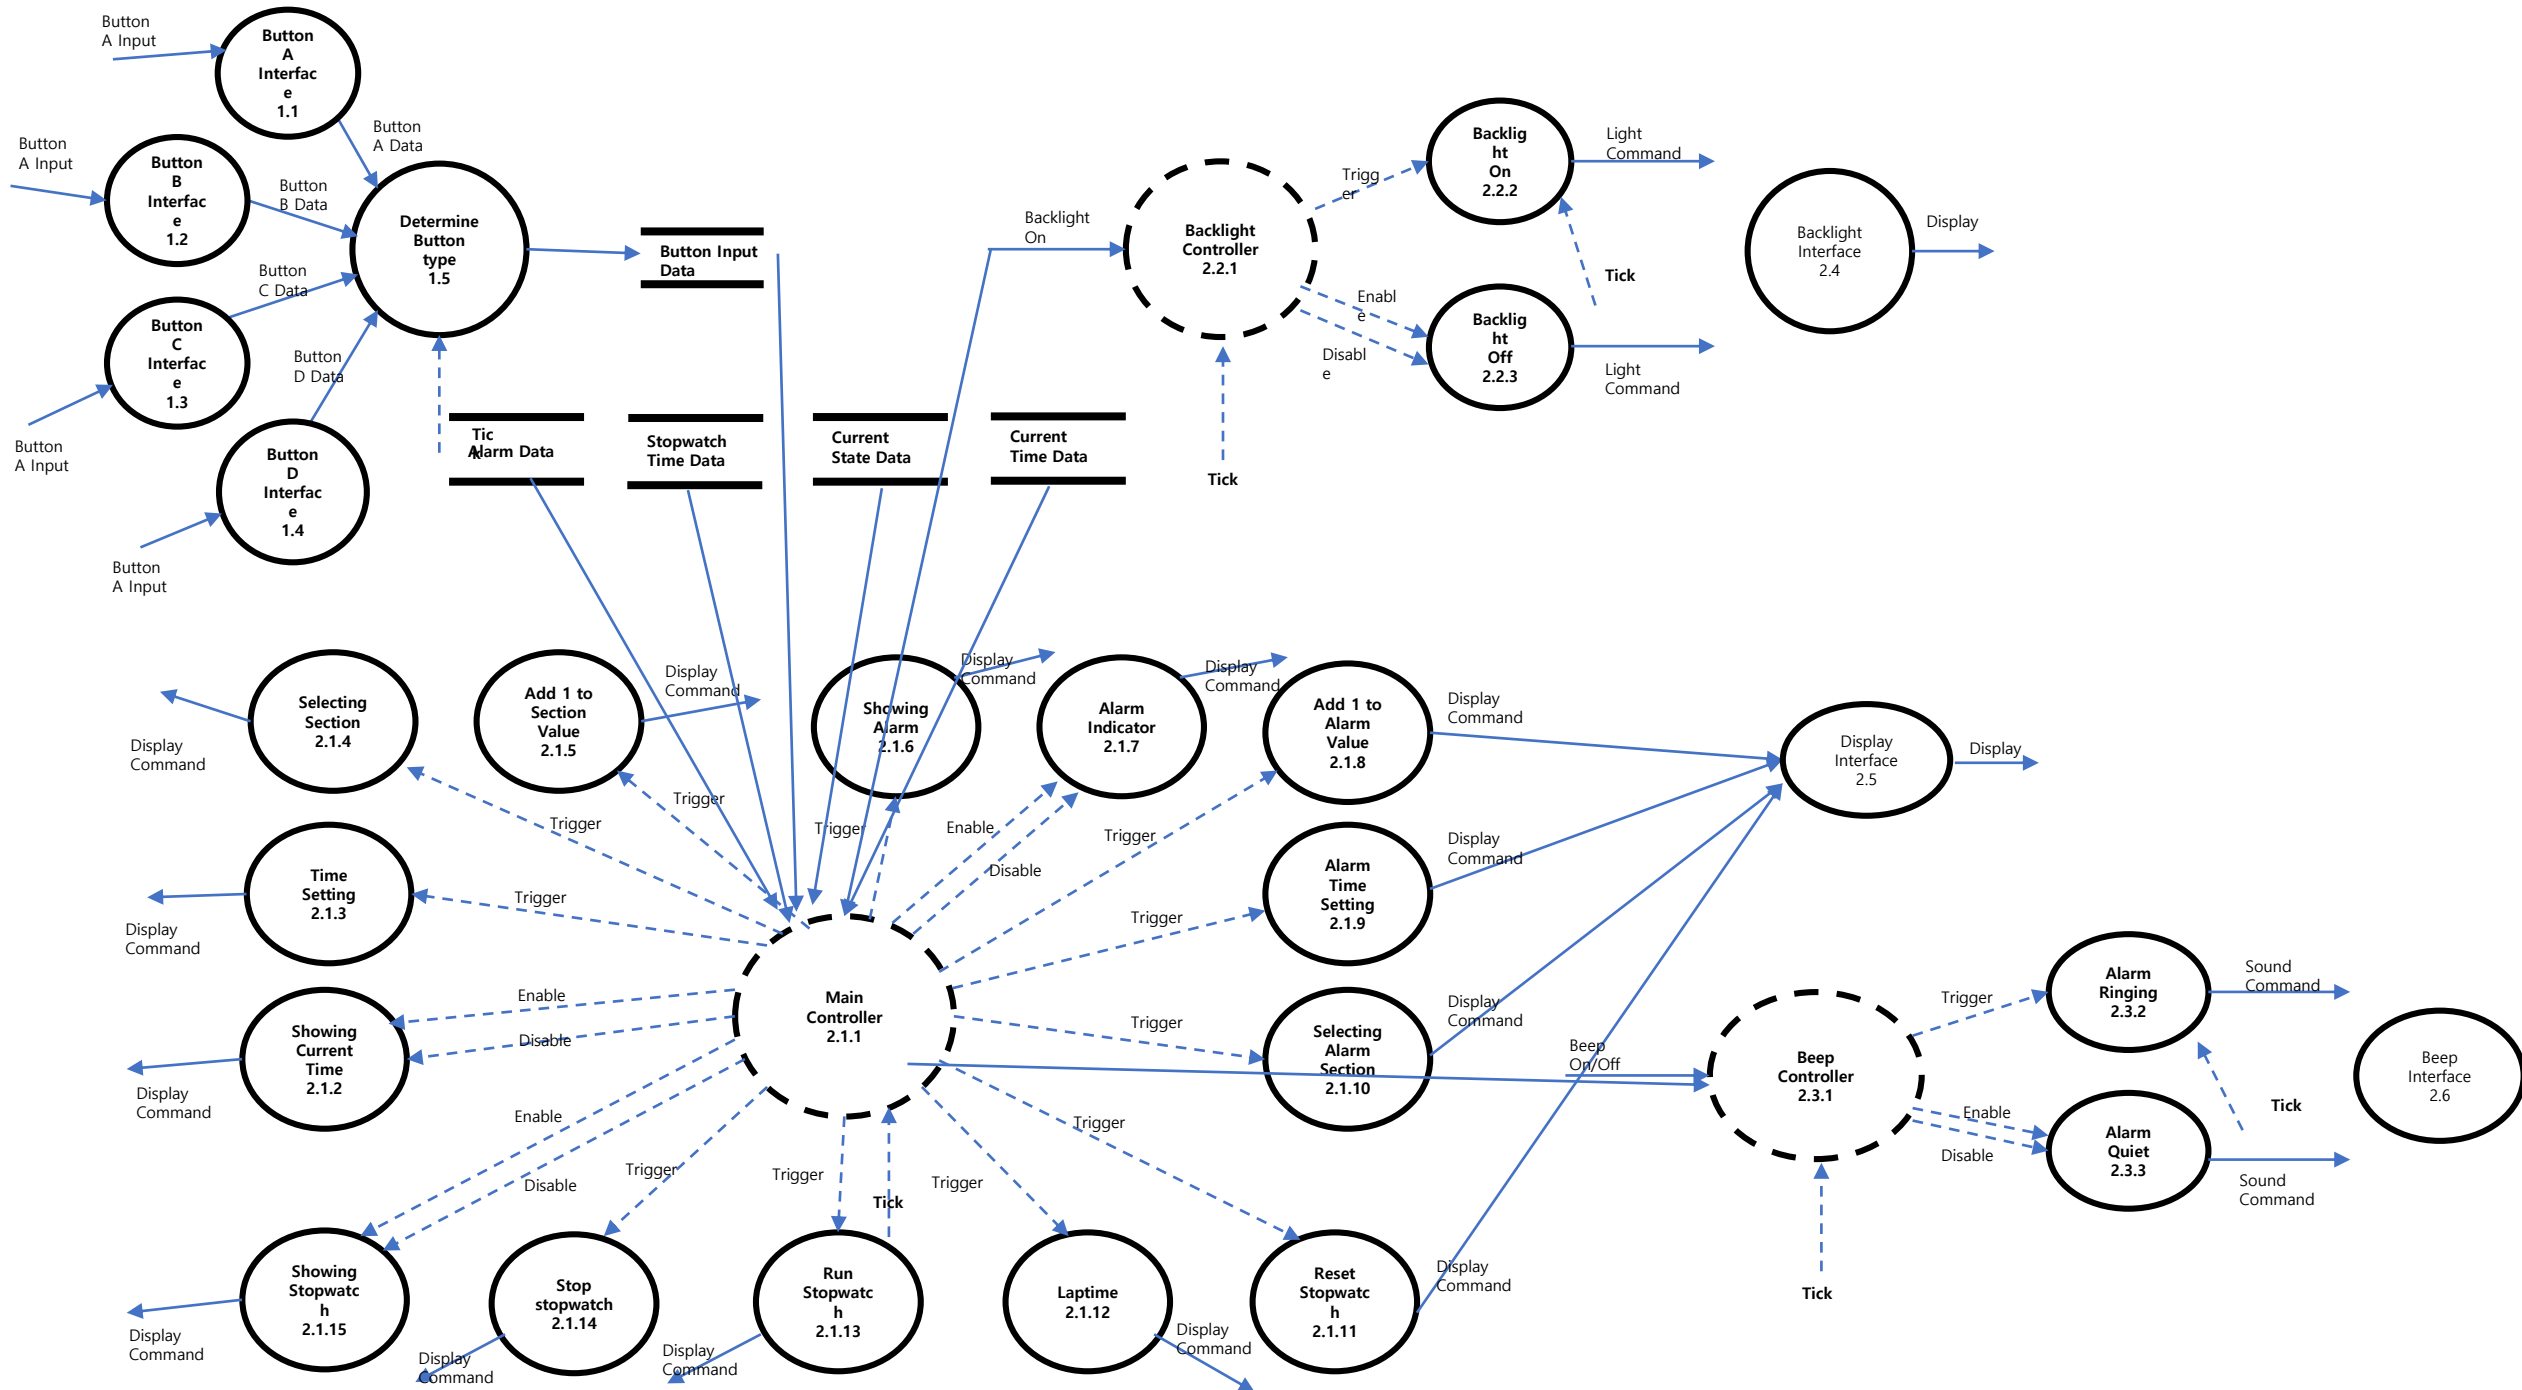 Button
A Input
Button
A
Interfac
e
1.1
Button
A Data
Button
A Input
Button
B
Interfac
e
1.2
Button
B Data
Determine
Button
type
1.5
Button Input
Data
Button
C Data
Button
C
Interfac
e
1.3
Button
A Input
Button
D Data
Button
D
Interfac
e
1.4
Button
A Input
Tic
k
Alarm Data
Stopwatch
Time Data
Current
State Data
Current
Time Data
Backlight
On
Backlight
Controller
2.2.1
Trigg
er
Enabl
e
Disabl
e
Tick
Backlig
ht
On
2.2.2
Light
Command
Tick
Backlig
ht
Off
2.2.3
Light
Command
Backlight
Interface
2.4
Display
Selecting
Section
2.1.4
Display
Command
Add 1 to
Section
Value
2.1.5
Display
Command
Showing
Alarm
2.1.6
Display
Command
Alarm
Indicator
2.1.7
Display
Command
Add 1 to
Alarm
Value
2.1.8
Display
Command
Display
Interface
2.5
Display
Trigger
Trigger
Trigger
Enable
Disable
Trigger
Time
Setting
2.1.3
Display
Command
Trigger
Alarm
Time
Setting
2.1.9
Display
Command
Trigger
Showing
Current
Time
2.1.2
Display
Command
Enable
Disable
Main
Controller
2.1.1
Trigger
Selecting
Alarm
Section
2.1.10
Display
Command
Beep
On/Off
Beep
Controller
2.3.1
Trigger
Enable
Disable
Tick
Alarm
Ringing
2.3.2
Sound
Command
Tick
Alarm
Quiet
2.3.3
Sound
Command
Beep
Interface
2.6
Enable
Disable
Trigger
Trigger
Tick
Trigger
Trigger
Showing
Stopwatc
h
2.1.15
Display
Command
Stop
stopwatch
2.1.14
Display
Command
Run
Stopwatc
h
2.1.13
Display
Command
Laptime
2.1.12
Display
Command
Reset
Stopwatc
h
2.1.11
Display
Command